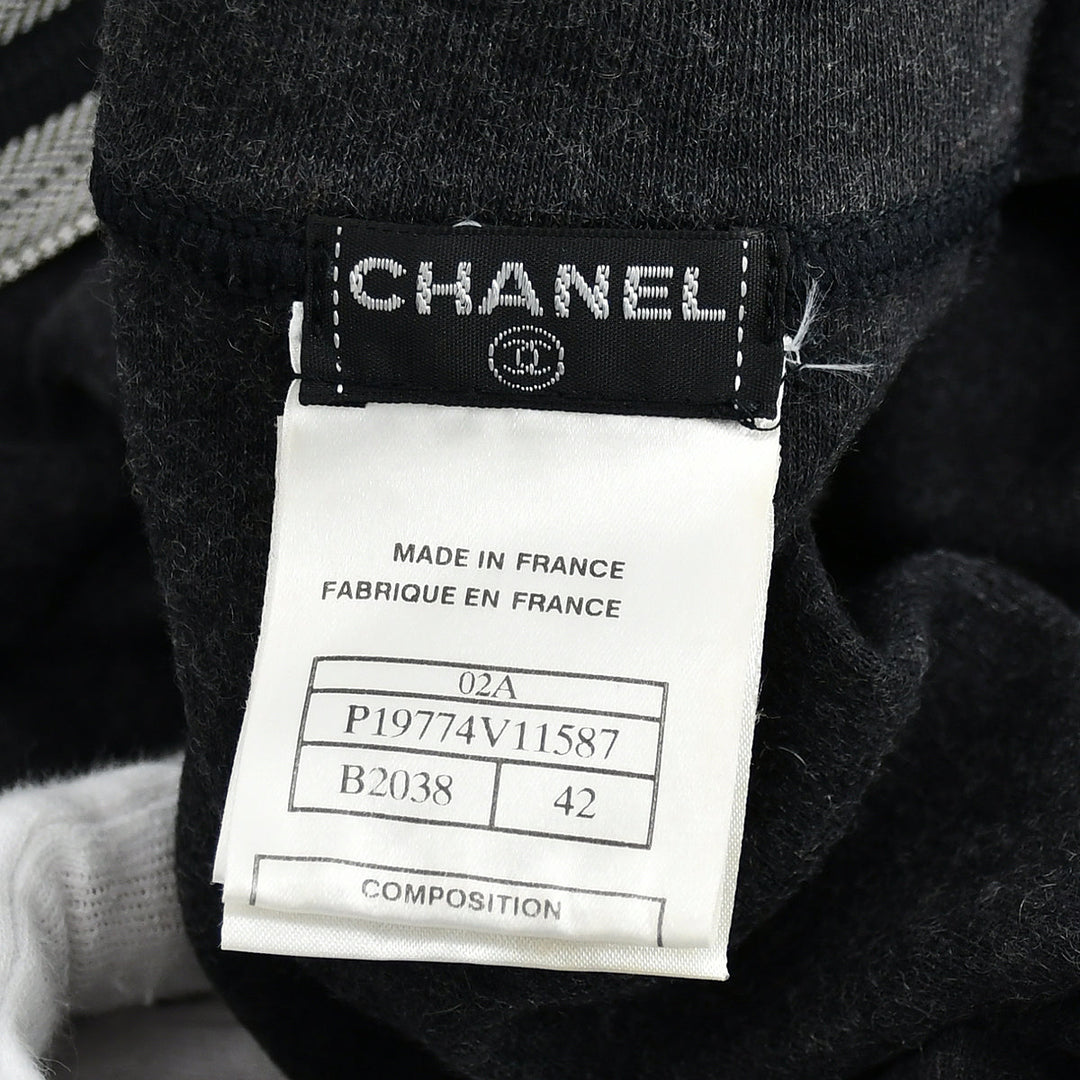 CHANEL
MADE IN FRANCE
FABRIQUE EN FRANCE
02A
P19774V11587
B2038 42
COMPOSITION